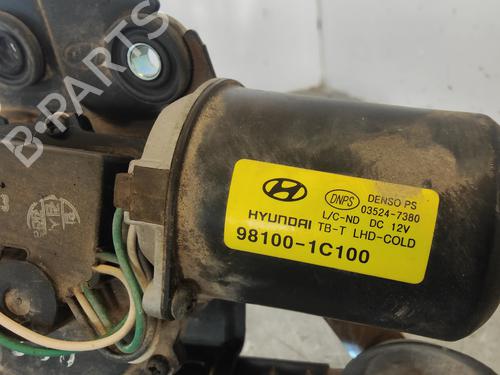 B-PARTS
DNPS
DENSO PS
03524-7380
HYUNDAI
L/C-ND DC 12V
TB-T LHD-COLD
98100-1C100